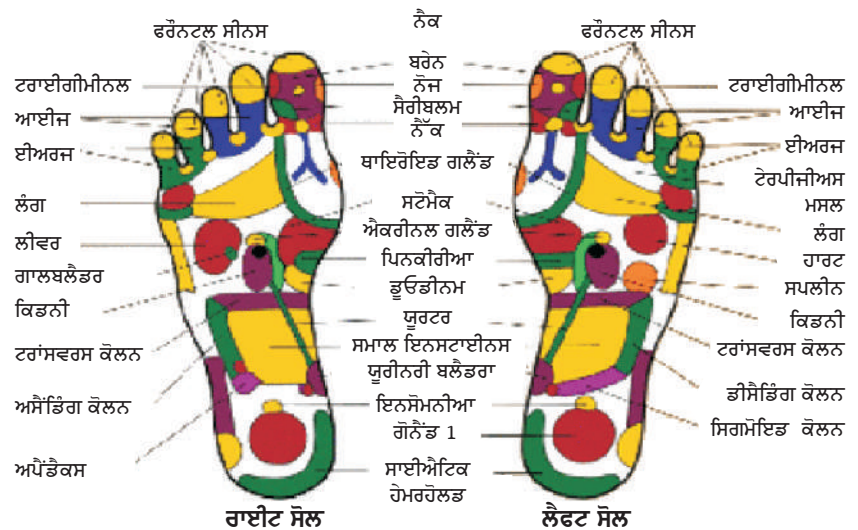 ਨੈਕ
ਫਰੌਨਟਲ ਸੀਨਸ
ਫਰੌਨਟਲ ਸੀਨਸ
ਬਰੇਨ
ਟਰਾਈਗੀਮੀਨਲ
ਨੋਜ
ਟਰਾਈਗੀਮੀਨਲ
ਆਈਜ
ਸੈਰੀਬਲਮ
ਆਈਜ
ਨੈੱਕ
ਈਅਰਜ
ਈਅਰਜ
ਥਾਇਰੋਇਡ ਗਲੈਂਡ
ਟੇਰਪੀਜੀਅਸ
ਮਸਲ
ਲੰਗ
ਸਟੋਮੈਕ
ਲੰਗ
ਲੀਵਰ
ਐਕਰੀਨਲ ਗਲੈਂਡ
ਹਾਰਟ
ਗਾਲਬਲੈਡਰ
ਪਿਨਕੀਰੀਆ
ਸਪਲੀਨ
ਕਿਡਨੀ
ਡੂਓਡੀਨਮ
ਕਿਡਨੀ
ਯੂਰਟਰ
ਟਰਾਂਸਵਰਸ ਕੋਲਨ
ਸਮਾਲ ਇਨਸਟਾਈਨਸ
ਟਰਾਂਸਵਰਸ ਕੋਲਨ
ਯੂਰੀਨਰੀ ਬਲੈਡਰਾ
ਅਸੈਂਡਿੰਗ ਕੋਲਨ
ਇਨਸੋਮਨੀਆ
ਡੀਸੈਡਿੰਗ ਕੋਲਨ
ਗੋਨੈਂਡ 1
ਸਿਗਮੋਇਡ ਕੋਲਨ
ਅਪੈਂਡੈਕਸ
ਸਾਈਐਟਿਕ
ਹੇਮਰਹੋਲਡ
ਰਾਈਟ ਸੋਲ
ਲੈਫਟ ਸੋਲ